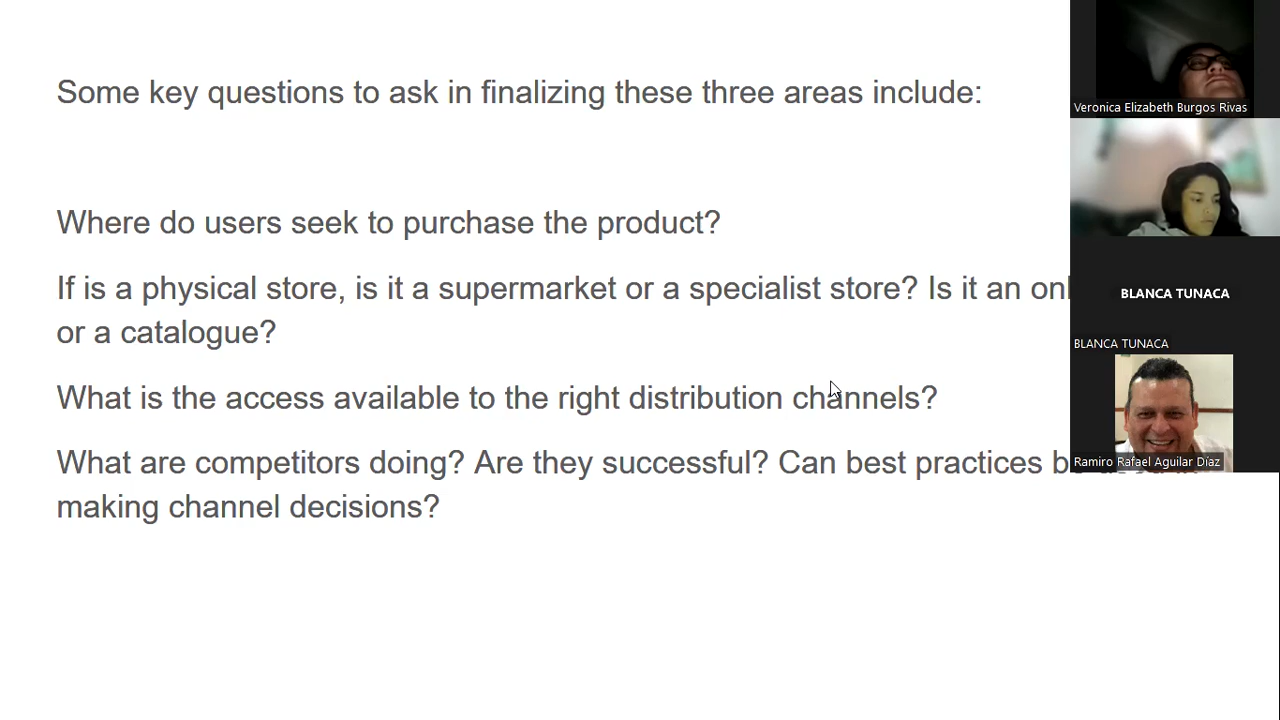 Some key questions to ask in finalizing these three areas include:
Where do users seek to purchase the product?
If is a physical store, is it a supermarket or a specialist store? Is it an
or a catalogue?
What is the access available to the right distribution channels?
What are competitors doing? Are they successful? Can best practices
making channel decisions?
Veronica Elizabeth Burgos Rivas
BLANCA TUNACA
BLANCA TUNACA
Ramiro Rafael Aguilar Díaz